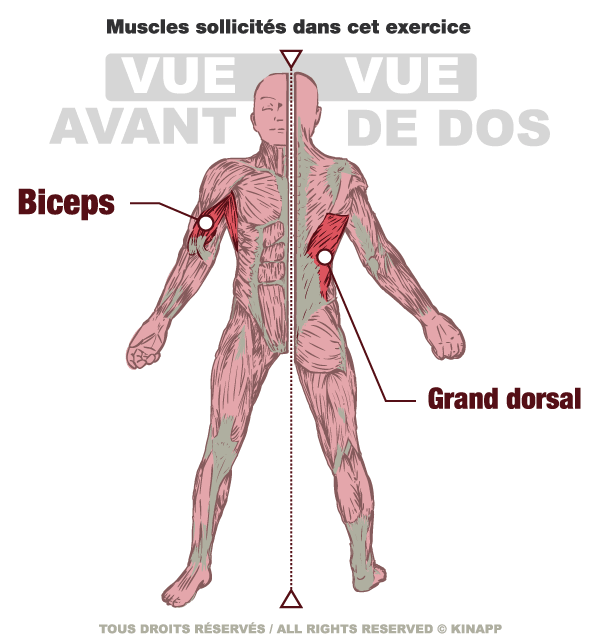 Muscles sollicités dans cet exercice
VUE VUE
AVANT DE DOS
Biceps
Grand dorsal
TOUS DROITS RÉSERVÉS / ALL RIGHTS RESERVED © KINAPP